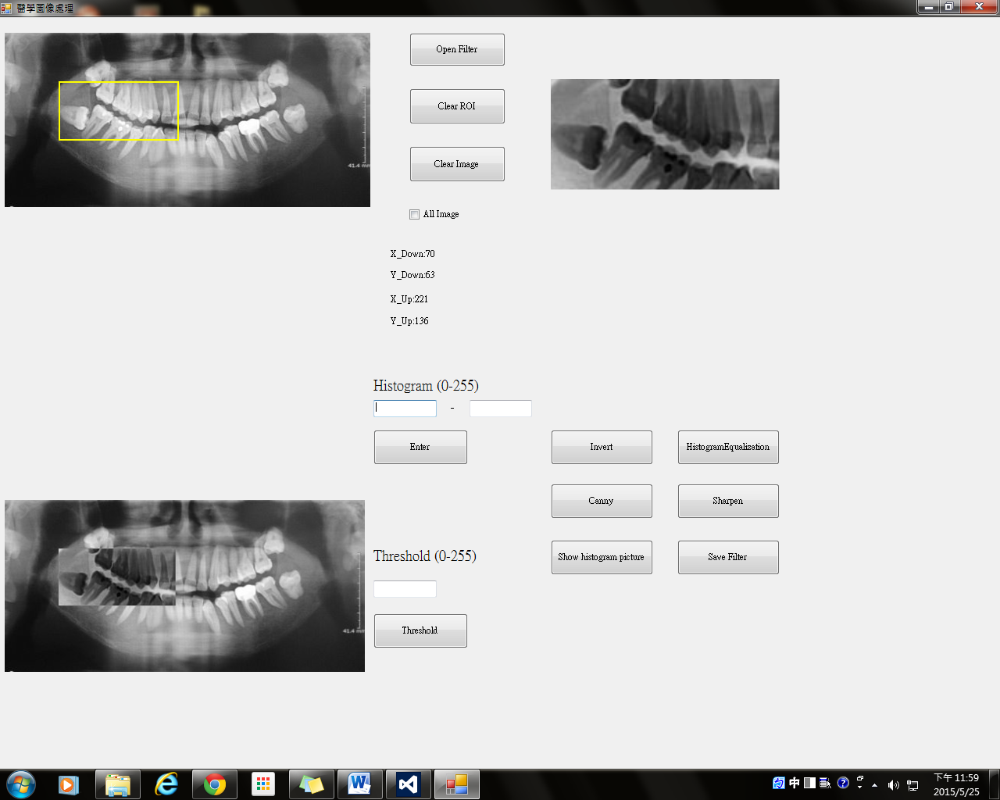 醫學圖像處理
Open Filter
Clear ROI
Clear Image
All Image
X_Down:70
Y_Down:63
X_Up:221
Y_Up:136
41.4 mm
Histogram (0-255)
-
Enter
Invert
HistogramEqualization
Canny
Sharpen
Show histogram picture
Save Filter
Threshold (0-255)
Threshold
41.4 mm
中
下午 11:59
2015/5/25